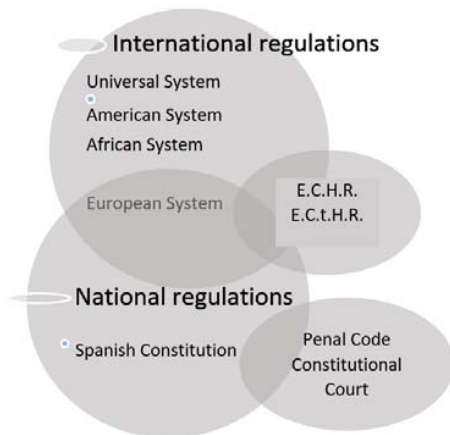 International regulations
Universal System
American System
African System
European System
E.C.H.R.
E.C.t.H.R.
National regulations
Spanish Constitution
Penal Code
Constitutional
Court